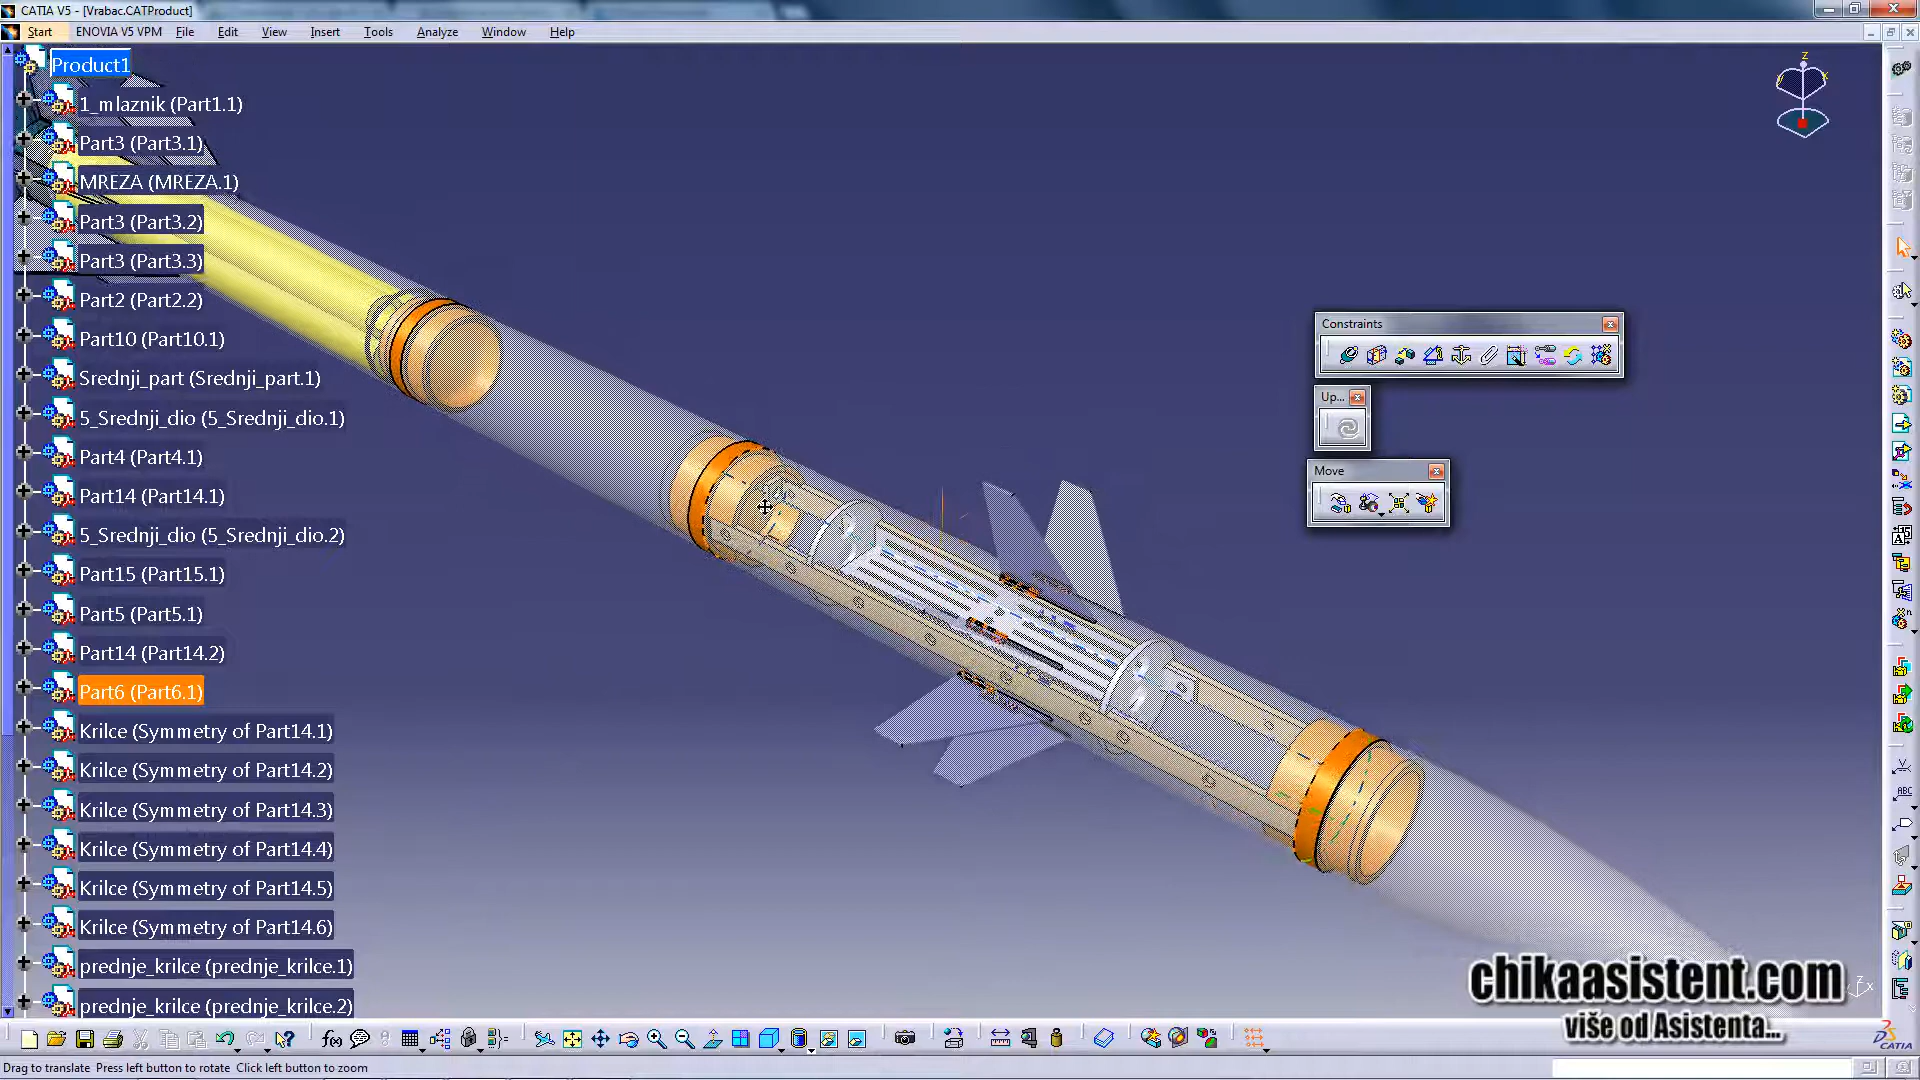 CATIA V5 - [Vrabac.CATProduct]
Start ENOVIA V5 VPM File Edit View Insert Tools Analyze Window Help
Product1
1_mlaznik (Part1.1)
Part3 (Part3.1)
MREZA (MREZA.1)
Part3 (Part3.2)
Part3 (Part3.3)
Part2 (Part2.2)
Part10 (Part10.1)
Srednji_part (Srednji_part.1)
5_Srednji_dio (5_Srednji_dio.1)
Part4 (Part4.1)
Part14 (Part14.1)
5_Srednji_dio (5_Srednji_dio.2)
Part15 (Part15.1)
Part5 (Part5.1)
Part14 (Part14.2)
Part6 (Part6.1)
Krilce (Symmetry of Part14.1)
Krilce (Symmetry of Part14.2)
Krilce (Symmetry of Part14.3)
Krilce (Symmetry of Part14.4)
Krilce (Symmetry of Part14.5)
Krilce (Symmetry of Part14.6)
prednje_krilce (prednje_krilce.1)
prednje_krilce (prednje_krilce.2)
Constraints
Up...
Move
z
chikaasistent.com
više od Asistenta...
CATIA
Drag to translate Press left button to rotate Click left button to zoom